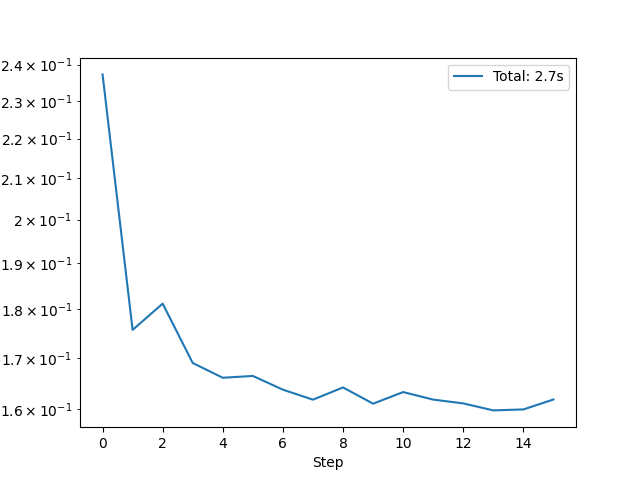 Total: 2.7s
2.4 × 10⁻¹
2.3 × 10⁻¹
2.2 × 10⁻¹
2.1 × 10⁻¹
2 × 10⁻¹
1.9 × 10⁻¹
1.8 × 10⁻¹
1.7 × 10⁻¹
1.6 × 10⁻¹
0 2 4 6 8 10 12 14
Step